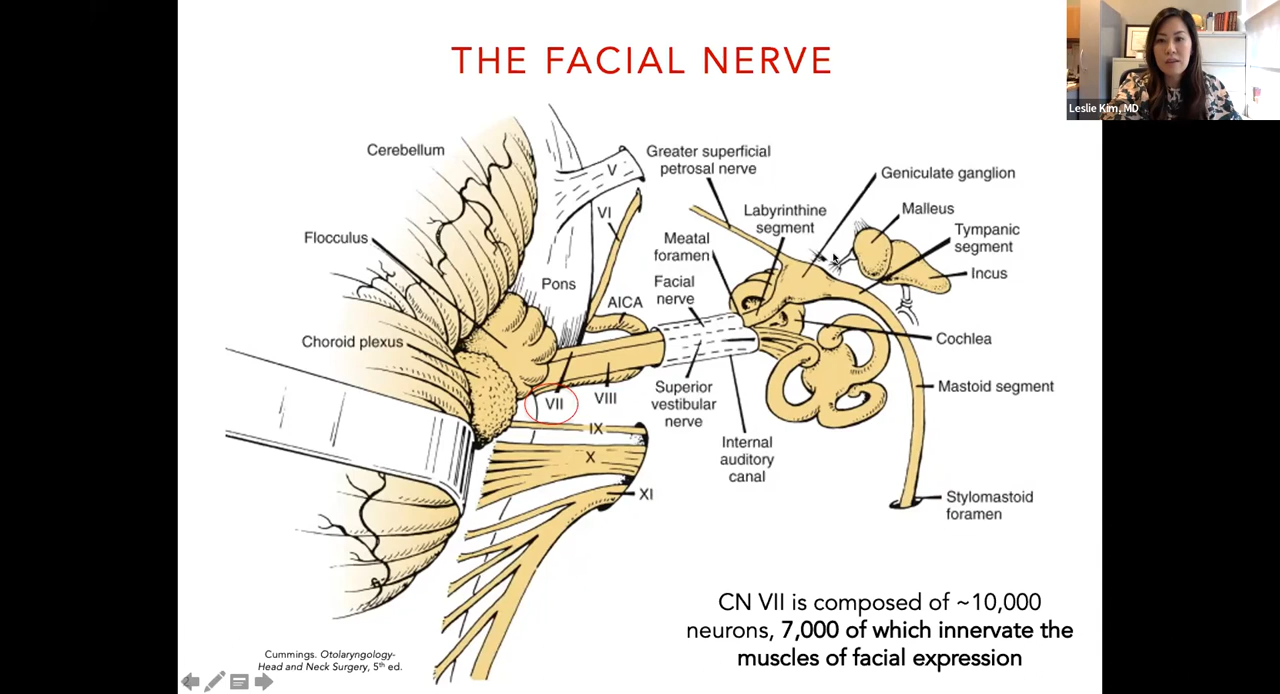 THE FACIAL NERVE
Leslie Kim, MD
Cerebellum
V
Greater superficial
petrosal nerve
Geniculate ganglion
VI
Labyrinthine
segment
Malleus
Flocculus
Meatal
foramen
Tympanic
segment
Pons
Facial
nerve
Incus
AICA
Choroid plexus
Cochlea
VII
VIII
Superior
vestibular
nerve
Mastoid segment
IX
X
Internal
auditory
canal
XI
Stylomastoid
foramen
CN VII is composed of ~10,000
neurons, 7,000 of which innervate the
muscles of facial expression
Cummings. Otolaryngology-
Head and Neck Surgery, 5th ed.